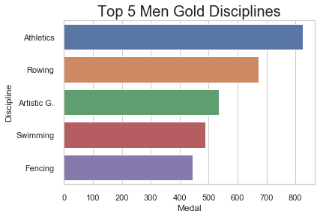 Top 5 Men Gold Disciplines
Athletics
Rowing
Artistic G.
Swimming
Fencing
Discipline
0 100 200 300 400 500 600 700 800
Medal